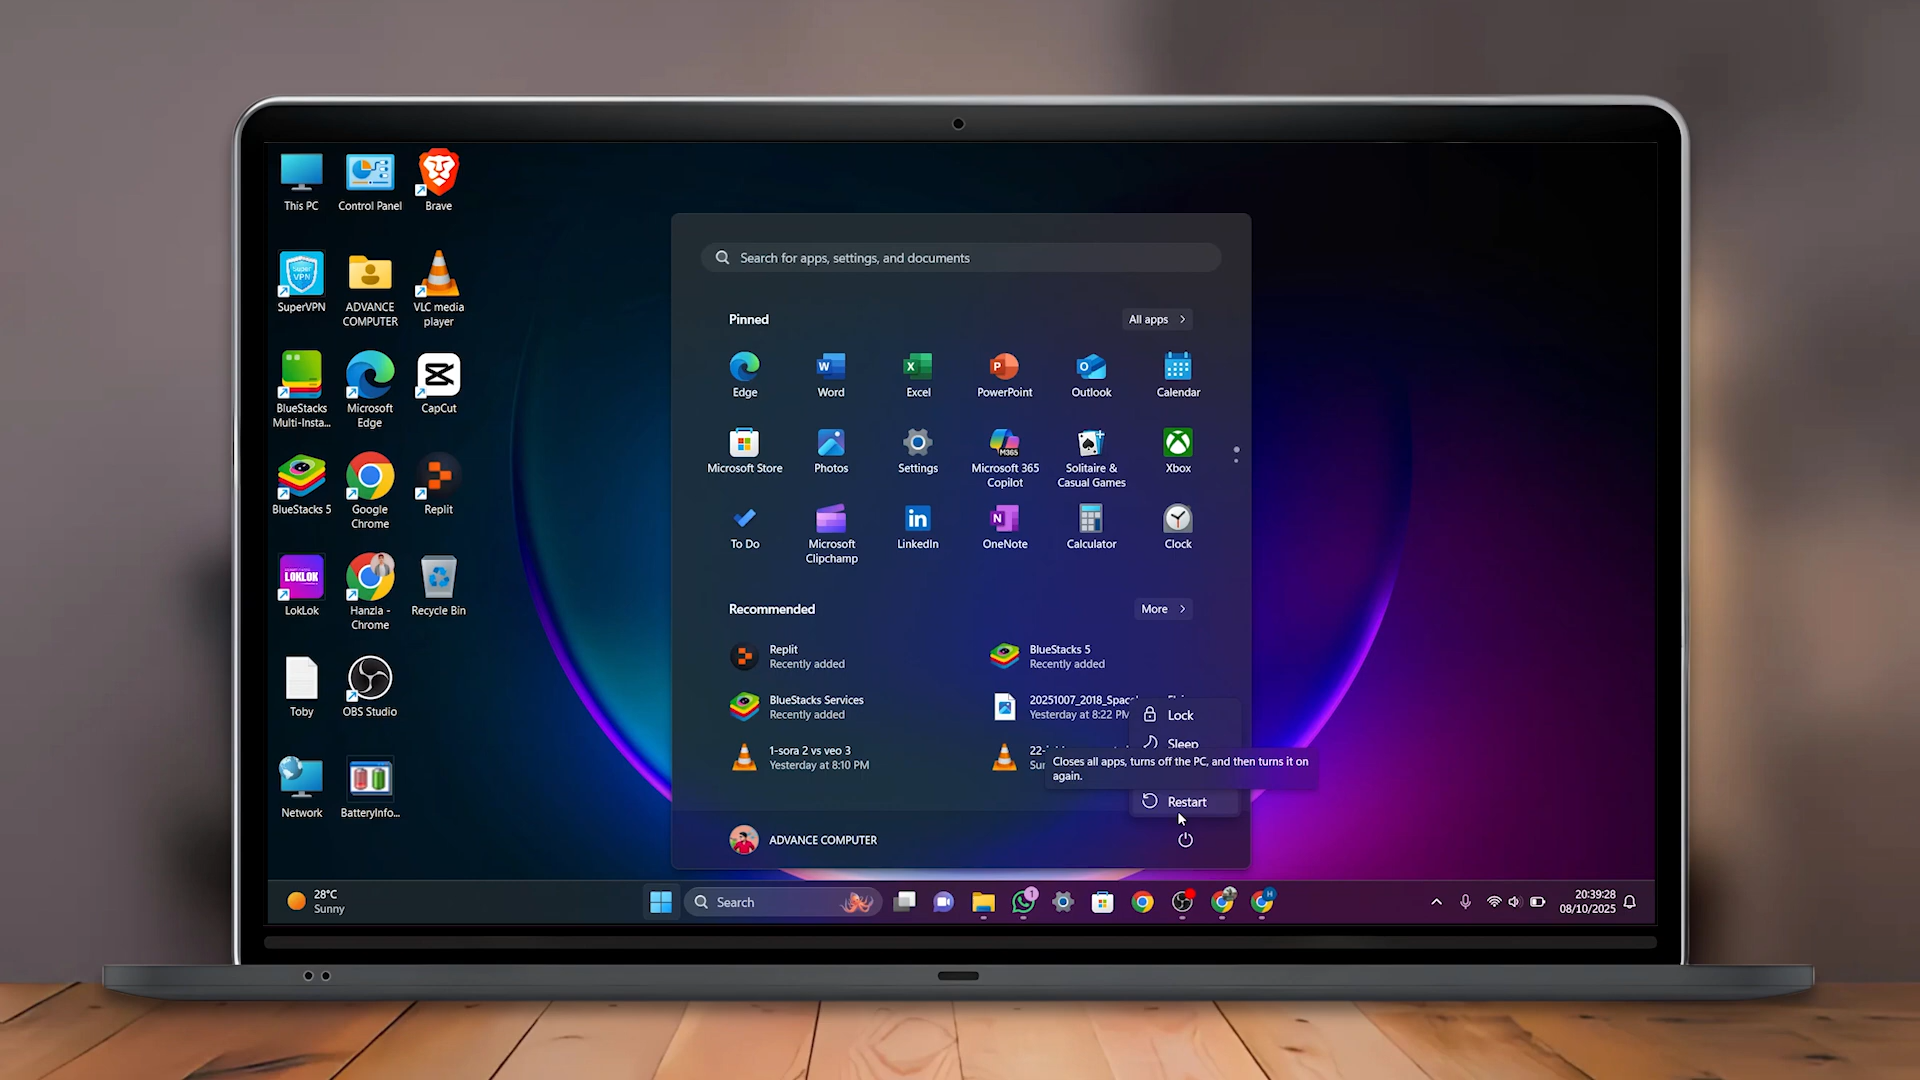 This PC
Control Panel
Brave
SuperVPN
ADVANCE
COMPUTER
VLC media
player
BlueStacks
Multi-Insta...
Microsoft
Edge
CapCut
BlueStacks 5
Google
Chrome
Replit
LOKLOK
LokLok
Hanzla -
Chrome
Recycle Bin
Toby
OBS Studio
Network
BatteryInfo...
Search for apps, settings, and documents
Pinned
All apps
Edge
Word
Excel
PowerPoint
Outlook
Calendar
Microsoft Store
Photos
Settings
M365
Microsoft 365
Copilot
Solitaire &
Casual Games
Xbox
To Do
Microsoft
Clipchamp
LinkedIn
OneNote
Calculator
Clock
Recommended
More
Replit
Recently added
BlueStacks 5
Recently added
BlueStacks Services
Recently added
20251007_2018_Space
Yesterday at 8:22 PM
1-sora 2 vs veo 3
Yesterday at 8:10 PM
22-
Sun
Lock
Sleep
Closes all apps, turns off the PC, and then turns it on
again.
Restart
ADVANCE COMPUTER
28°C
Sunny
Search
1
H
20:39:28
08/10/2025